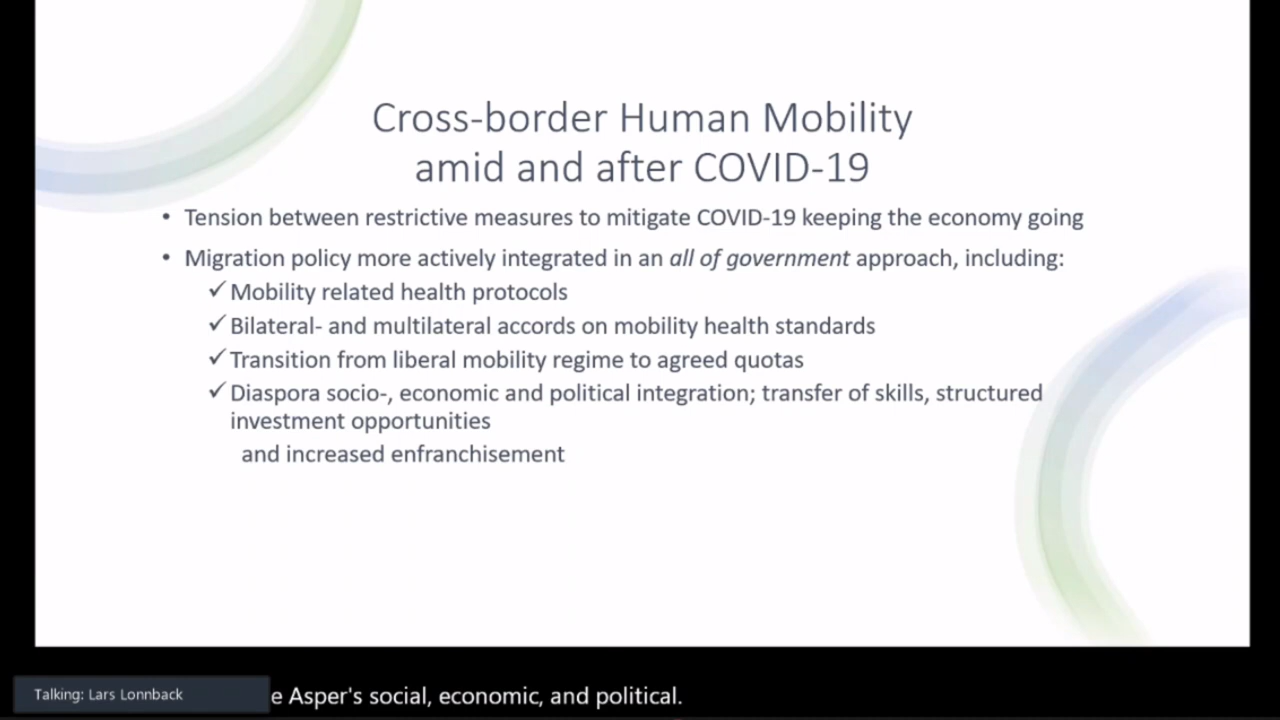 Cross-border Human Mobility
amid and after COVID-19
• Tension between restrictive measures to mitigate COVID-19 keeping the economy going
• Migration policy more actively integrated in an all of government approach, including:
✓ Mobility related health protocols
✓ Bilateral- and multilateral accords on mobility health standards
✓ Transition from liberal mobility regime to agreed quotas
✓ Diaspora socio-, economic and political integration; transfer of skills, structured
investment opportunities
and increased enfranchisement
Talking: Lars Lonnback
e Asper's social, economic, and political.